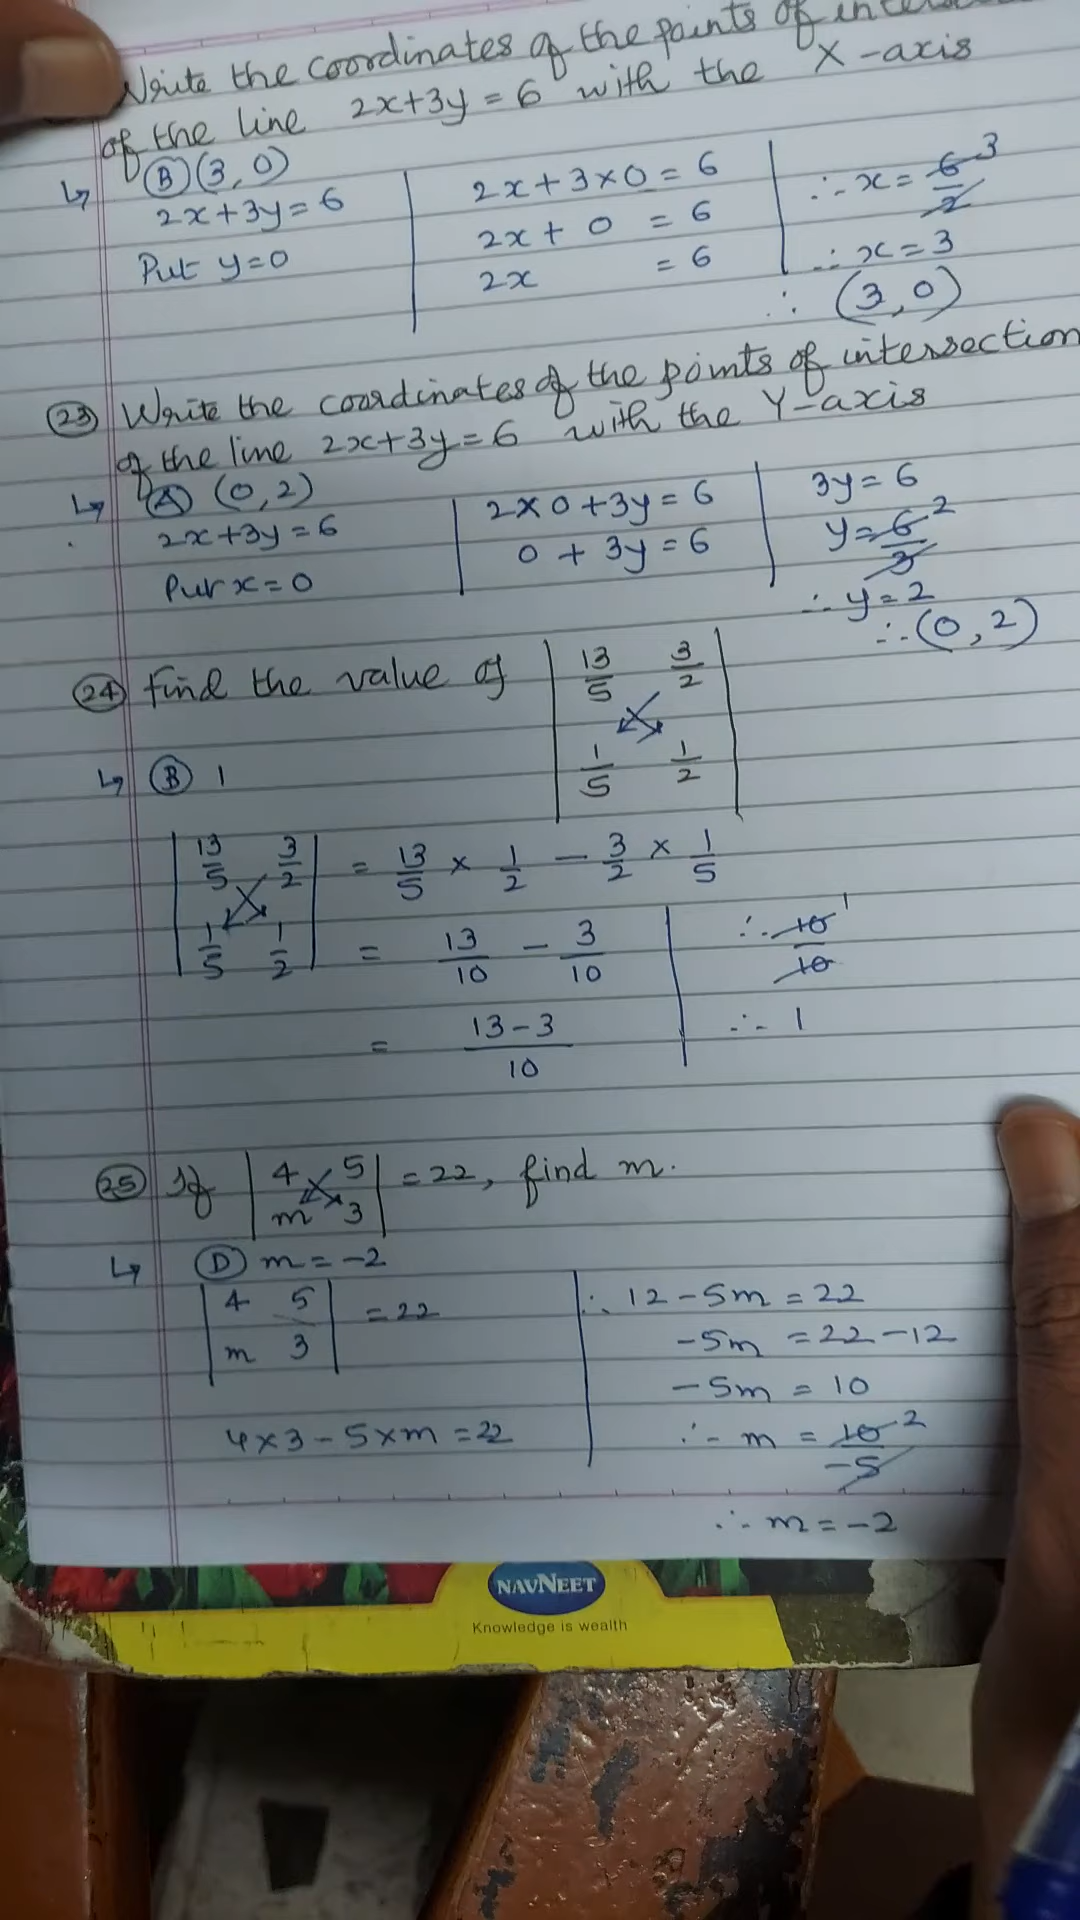 Write the coordinates of the points of
of the line 2x+3y = 6 with the X-axis
↳ Ⓑ (3, 0)
2x+3y = 6
Put y=0
2x + 3×0 = 6
2x + 0 = 6
2x = 6
∴ x = 6/2 3
∴ x = 3
∴ (3, 0)
㉓ Write the coordinates of the points of intersection
of the line 2x+3y = 6 with the Y-axis
↳ Ⓐ (0, 2)
2x+3y = 6
Put x = 0
2×0 + 3y = 6
0 + 3y = 6
3y = 6
y = 6/3 2
∴ y = 2
∴ (0, 2)
㉔ Find the value of | 13/5 3/2 |
| 1/5 1/2 |
↳ Ⓑ 1
| 13/5 3/2 | = 13/5 × 1/2 − 3/2 × 1/5
| 1/5 1/2 | = 13/10 − 3/10
= 13-3/10
∴ 10/10 1
∴ 1
㉕ If | 4 5 | = 22, find m.
| m 3 |
↳ Ⓓ m = -2
| 4 5 | = 22
| m 3 |
4×3 - 5×m = 22
∴ 12 - 5m = 22
-5m = 22-12
-5m = 10
∴ m = 10/-5 2
∴ m = -2
NAVNEET
Knowledge is wealth